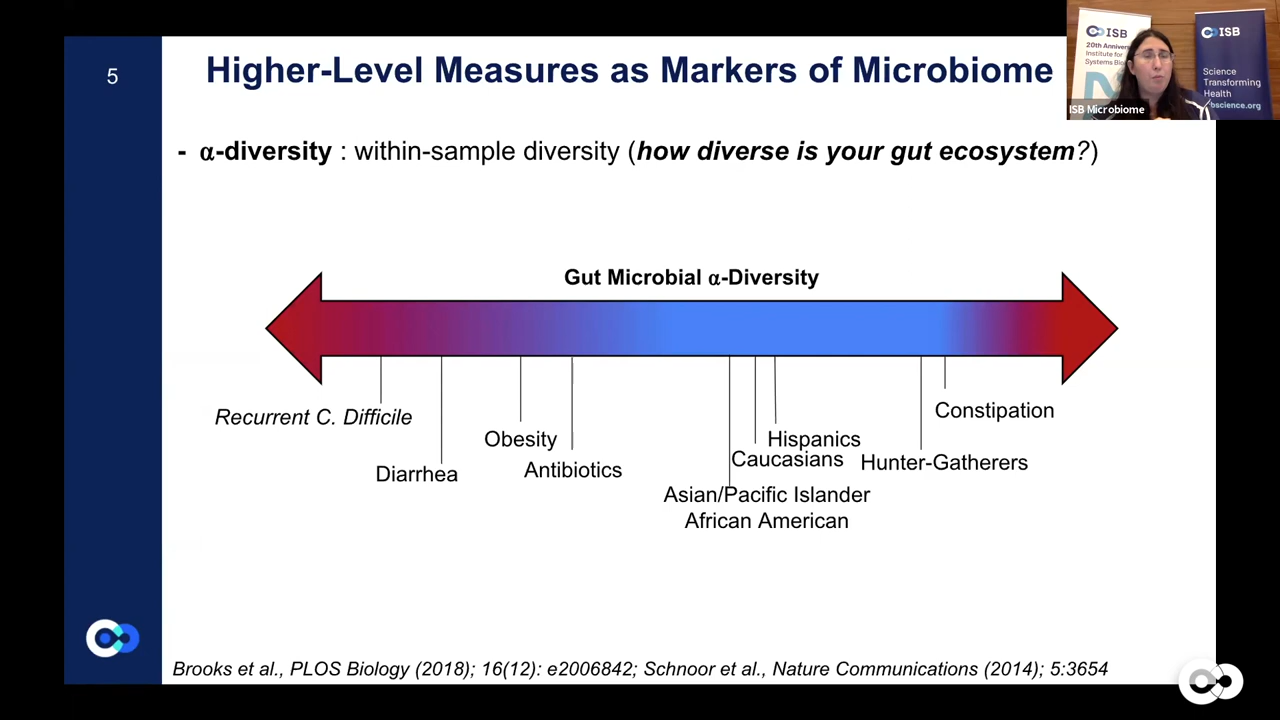 5
Higher-Level Measures as Markers of Microbiome
ISB
20th Annivers
Institute for
Systems Biol
ISB Microbiome
ISB
Science
Transforming
Health
bscience.org
- α-diversity : within-sample diversity (how diverse is your gut ecosystem?)
Gut Microbial α-Diversity
Recurrent C. Difficile
Diarrhea
Obesity
Antibiotics
Hispanics
Caucasians
Asian/Pacific Islander
African American
Hunter-Gatherers
Constipation
Brooks et al., PLOS Biology (2018); 16(12): e2006842; Schnoor et al., Nature Communications (2014); 5:3654